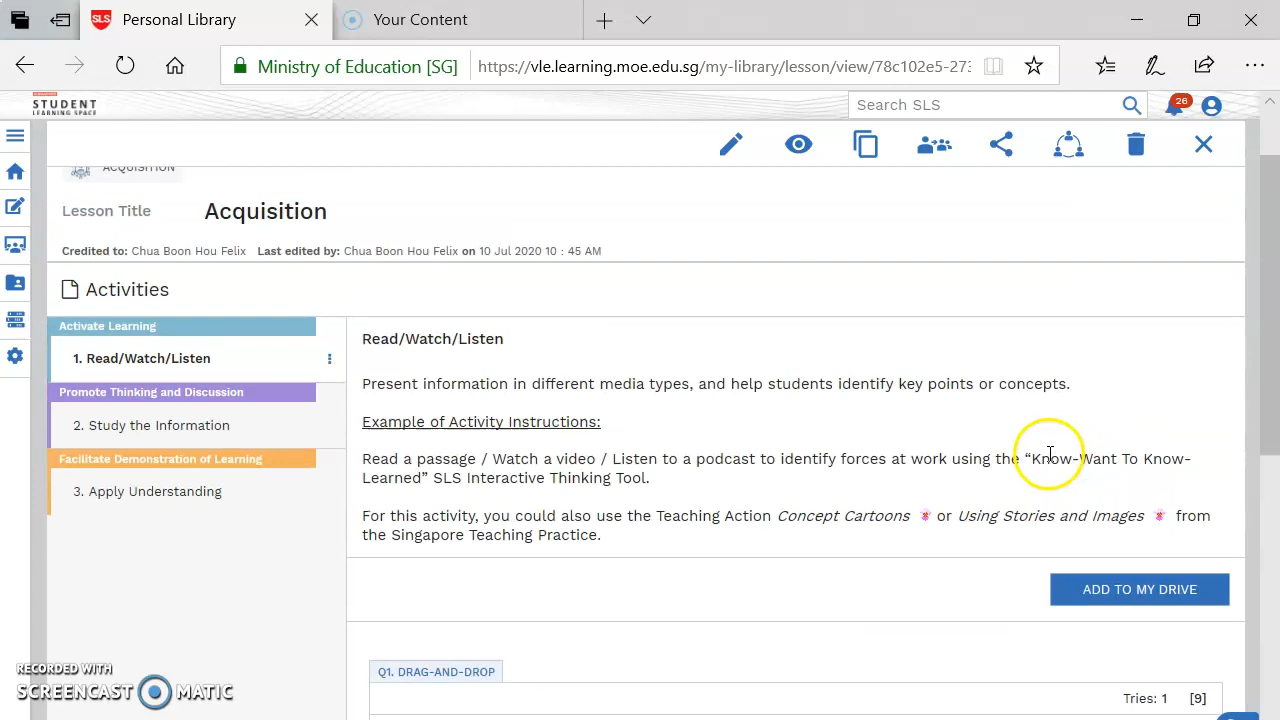 Personal Library
Your Content
Ministry of Education [SG]
https://vle.learning.moe.edu.sg/my-library/lesson/view/78c102e5-273
STUDENT
LEARNING SPACE
Search SLS
26
ACQUISITION
Lesson Title
Acquisition
Credited to: Chua Boon Hou Felix Last edited by: Chua Boon Hou Felix on 10 Jul 2020 10 : 45 AM
Activities
Activate Learning
1. Read/Watch/Listen
Promote Thinking and Discussion
2. Study the Information
Facilitate Demonstration of Learning
3. Apply Understanding
Read/Watch/Listen
Present information in different media types, and help students identify key points or concepts.
Example of Activity Instructions:
Read a passage / Watch a video / Listen to a podcast to identify forces at work using the “Know-Want To Know-
Learned” SLS Interactive Thinking Tool.
For this activity, you could also use the Teaching Action Concept Cartoons or Using Stories and Images from
the Singapore Teaching Practice.
ADD TO MY DRIVE
Q1. DRAG-AND-DROP
Tries: 1 [9]
RECORDED WITH
SCREENCAST MATIC